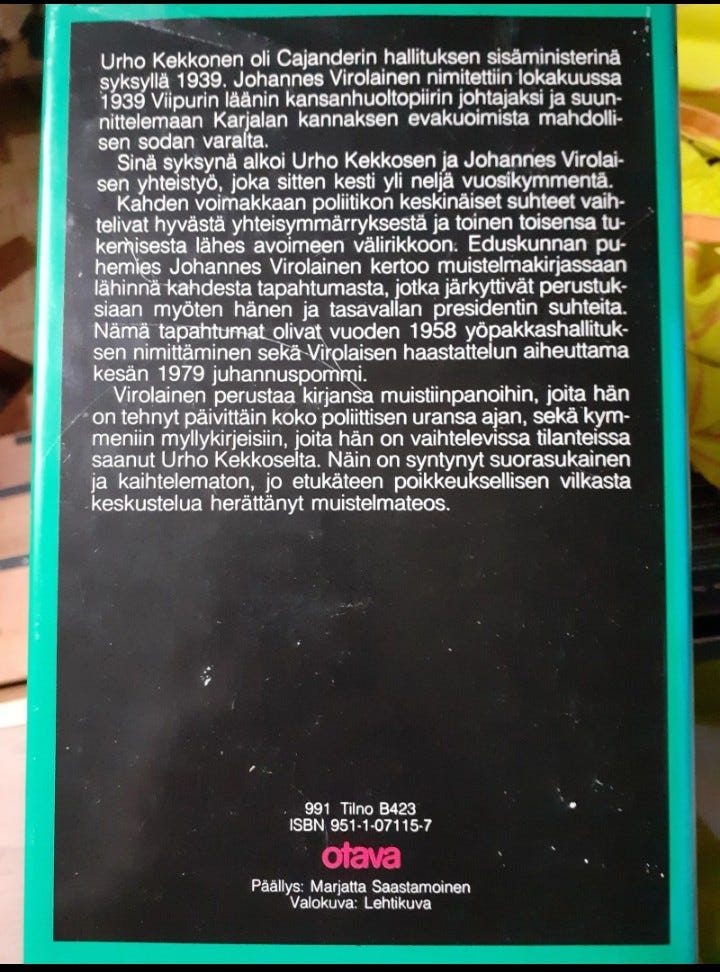 Urho Kekkonen oli Cajanderin hallituksen sisäministerinä
syksyllä 1939. Johannes Virolainen nimitettiin lokakuussa
1939 Viipurin läänin kansanhuoltopiirin johtajaksi ja suun-
nittelemaan Karjalan kannaksen evakuoimista mahdolli-
sen sodan varalta.
Sinä syksynä alkoi Urho Kekkosen ja Johannes Virolai-
sen yhteistyö, joka sitten kesti yli neljä vuosikymmentä.
Kahden voimakkaan poliitikon keskinäiset suhteet vaih-
telivat hyvästä yhteisymmärryksestä ja toinen toisensa tu-
kemisesta lähes avoimeen välirikkoon. Eduskunnan pu-
hemies Johannes Virolainen kertoo muistelmakirjassaan
lähinnä kahdesta tapahtumasta, jotka järkyttivät perustuk-
siaan myöten hänen ja tasavallan presidentin suhteita.
Nämä tapahtumat olivat vuoden 1958 yöpakkashallituk-
sen nimittäminen sekä Virolaisen haastattelun aiheuttama
kesän 1979 juhannuspommi.
Virolainen perustaa kirjansa muistiinpanoihin, joita hän
on tehnyt päivittäin koko poliittisen uransa ajan, sekä kym-
meniin myllykirjeisiin, joita hän on vaihtelevissa tilanteissa
saanut Urho Kekkoselta. Näin on syntynyt suorasukainen
ja kaihtelematon, jo etukäteen poikkeuksellisen vilkasta
keskustelua herättänyt muistelmateos.
991 Tilno B423
ISBN 951-1-07115-7
otava
Päällys: Marjatta Saastamoinen
Valokuva: Lehtikuva